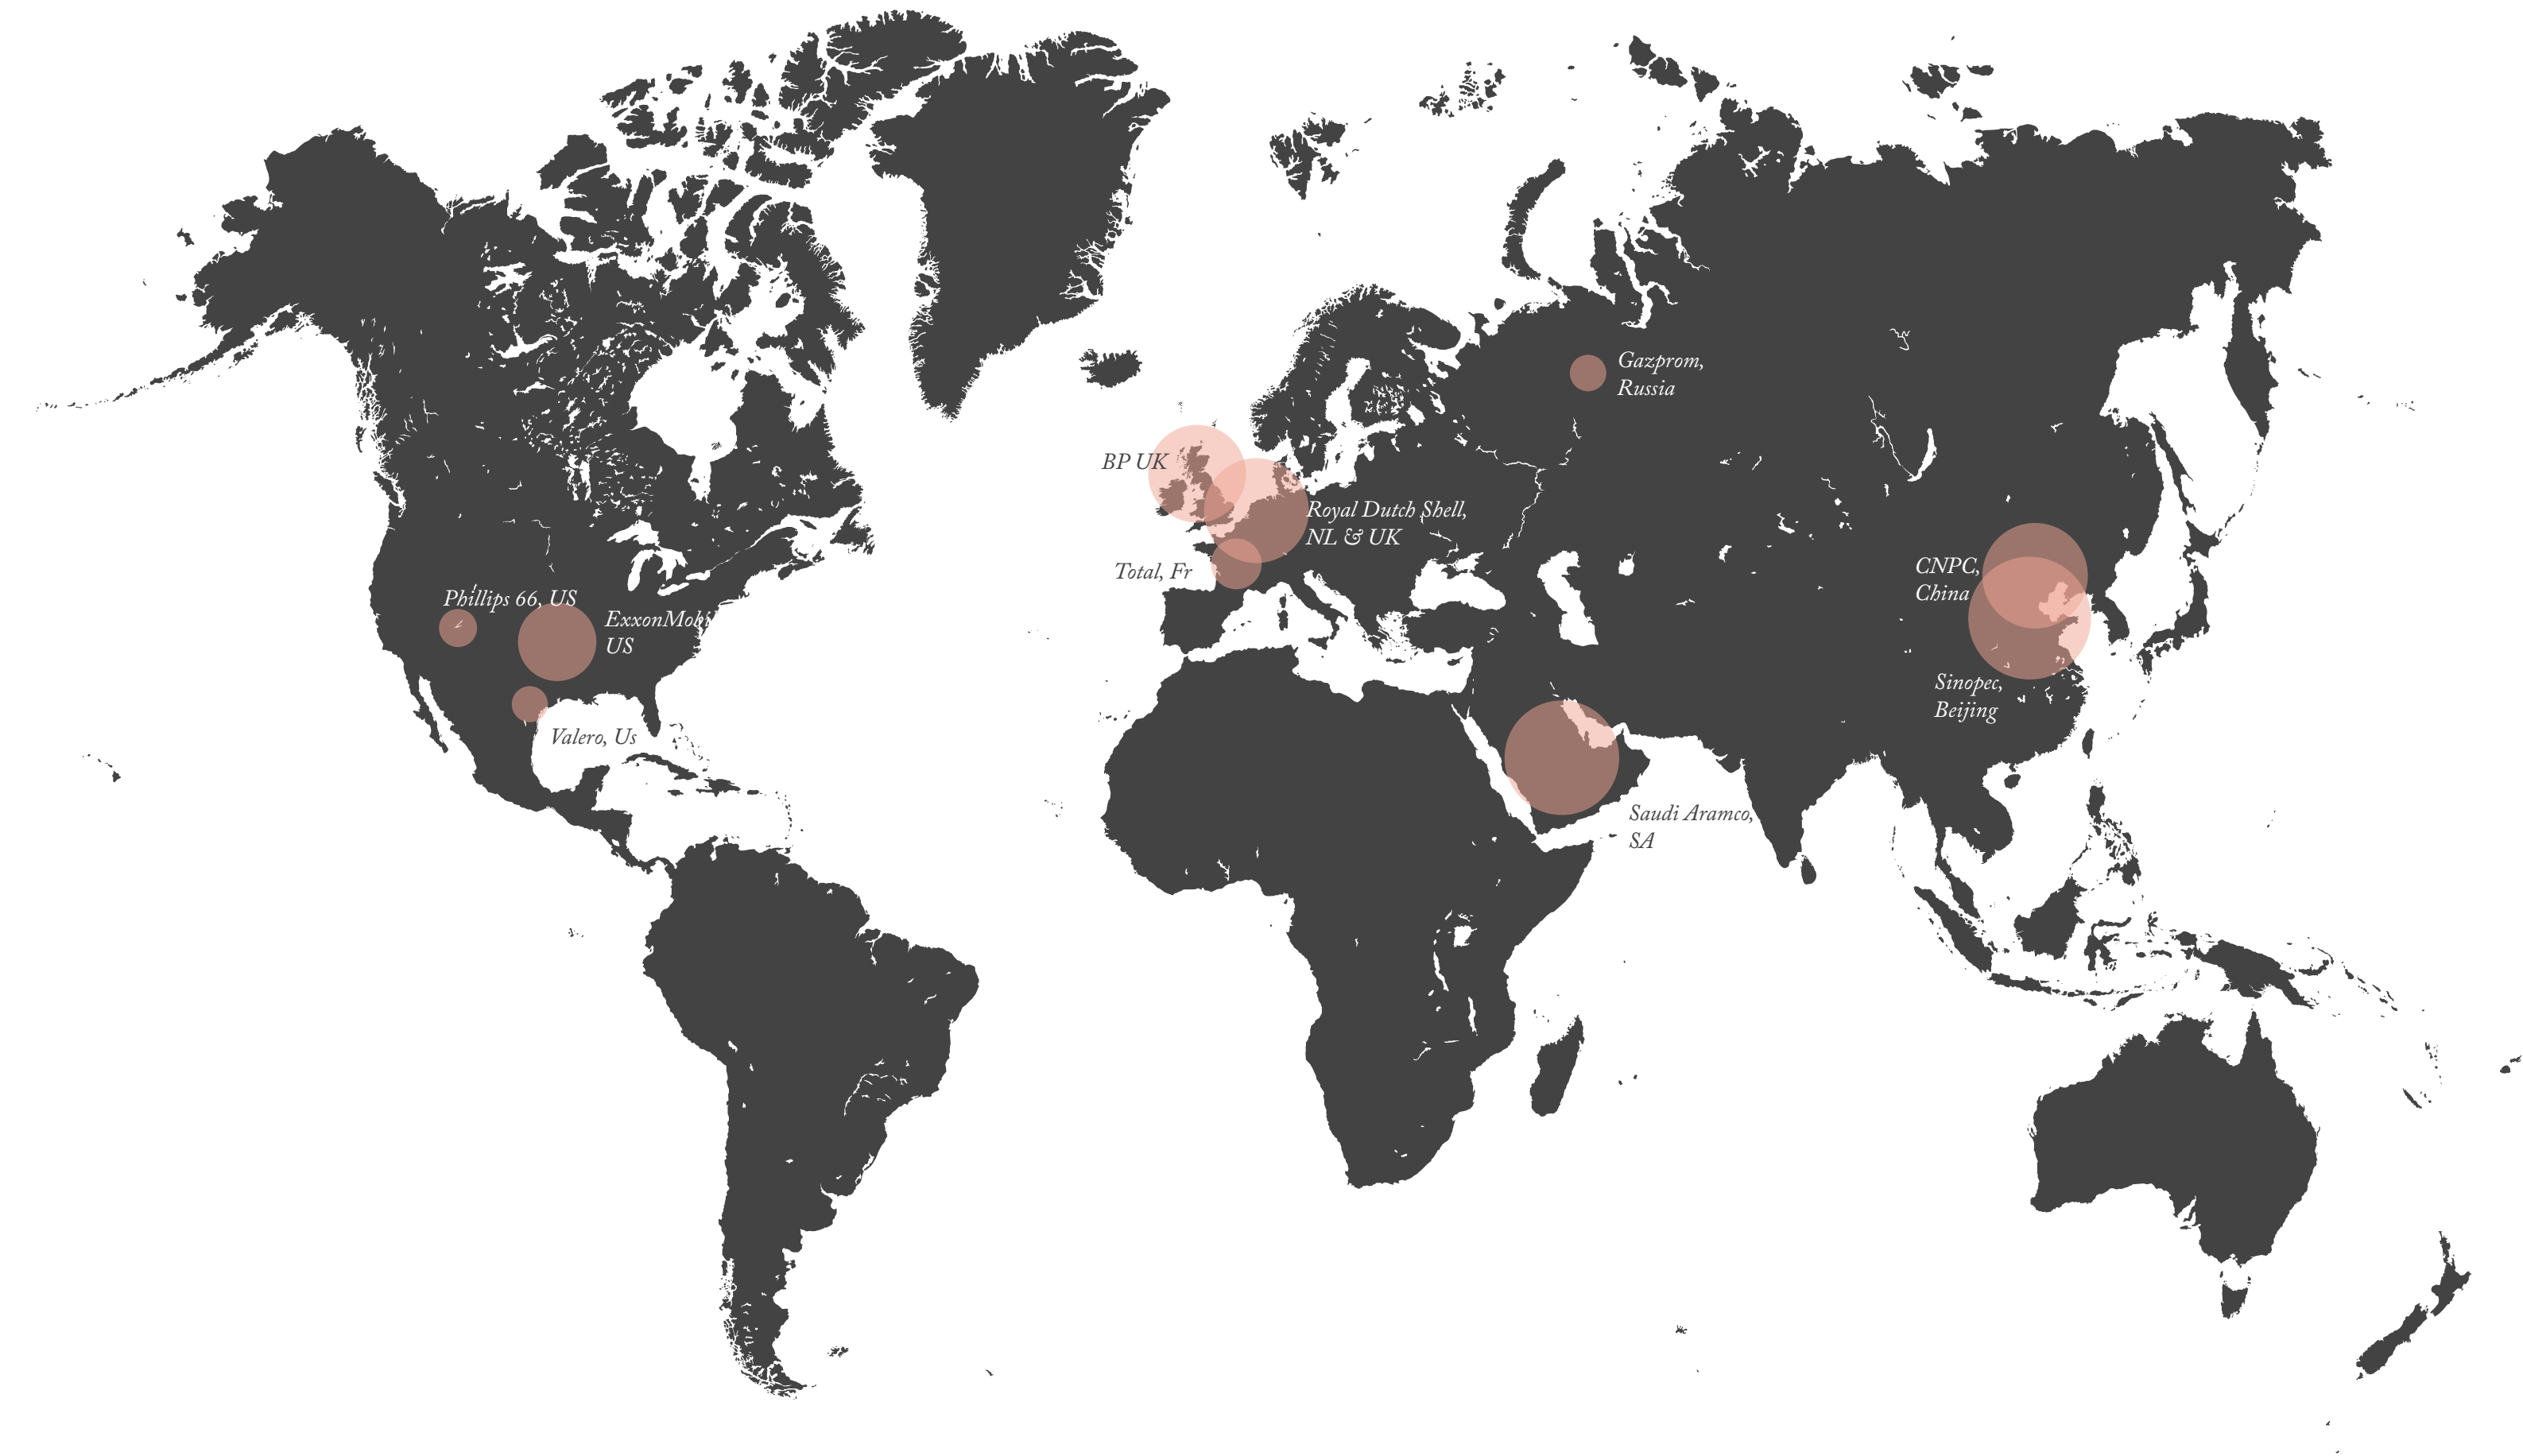 Gazprom,
Russia
BP UK
Royal Dutch Shell,
NL & UK
Total, Fr
CNPC,
China
Phillips 66, US
ExxonMobi
US
Sinopec,
Beijing
Valero, Us
Saudi Aramco,
SA